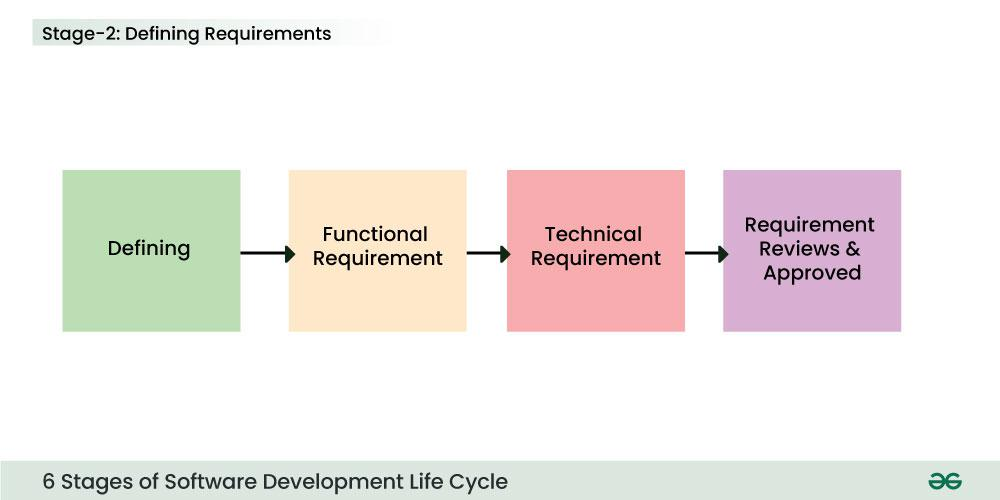 Stage-2: Defining Requirements
Defining
Functional
Requirement
Technical
Requirement
Requirement
Reviews &
Approved
6 Stages of Software Development Life Cycle